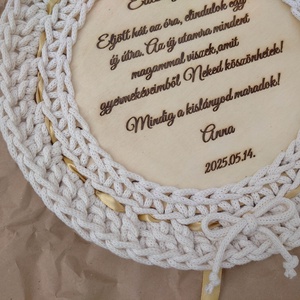 Eljött hát az óra, elindulok egy
új útra. Az új utamra mindent
magammal viszek, amit
gyermekéveimből Neked köszönhetek!
Mindig a kislányod maradok!
Anna
2025.05.14.